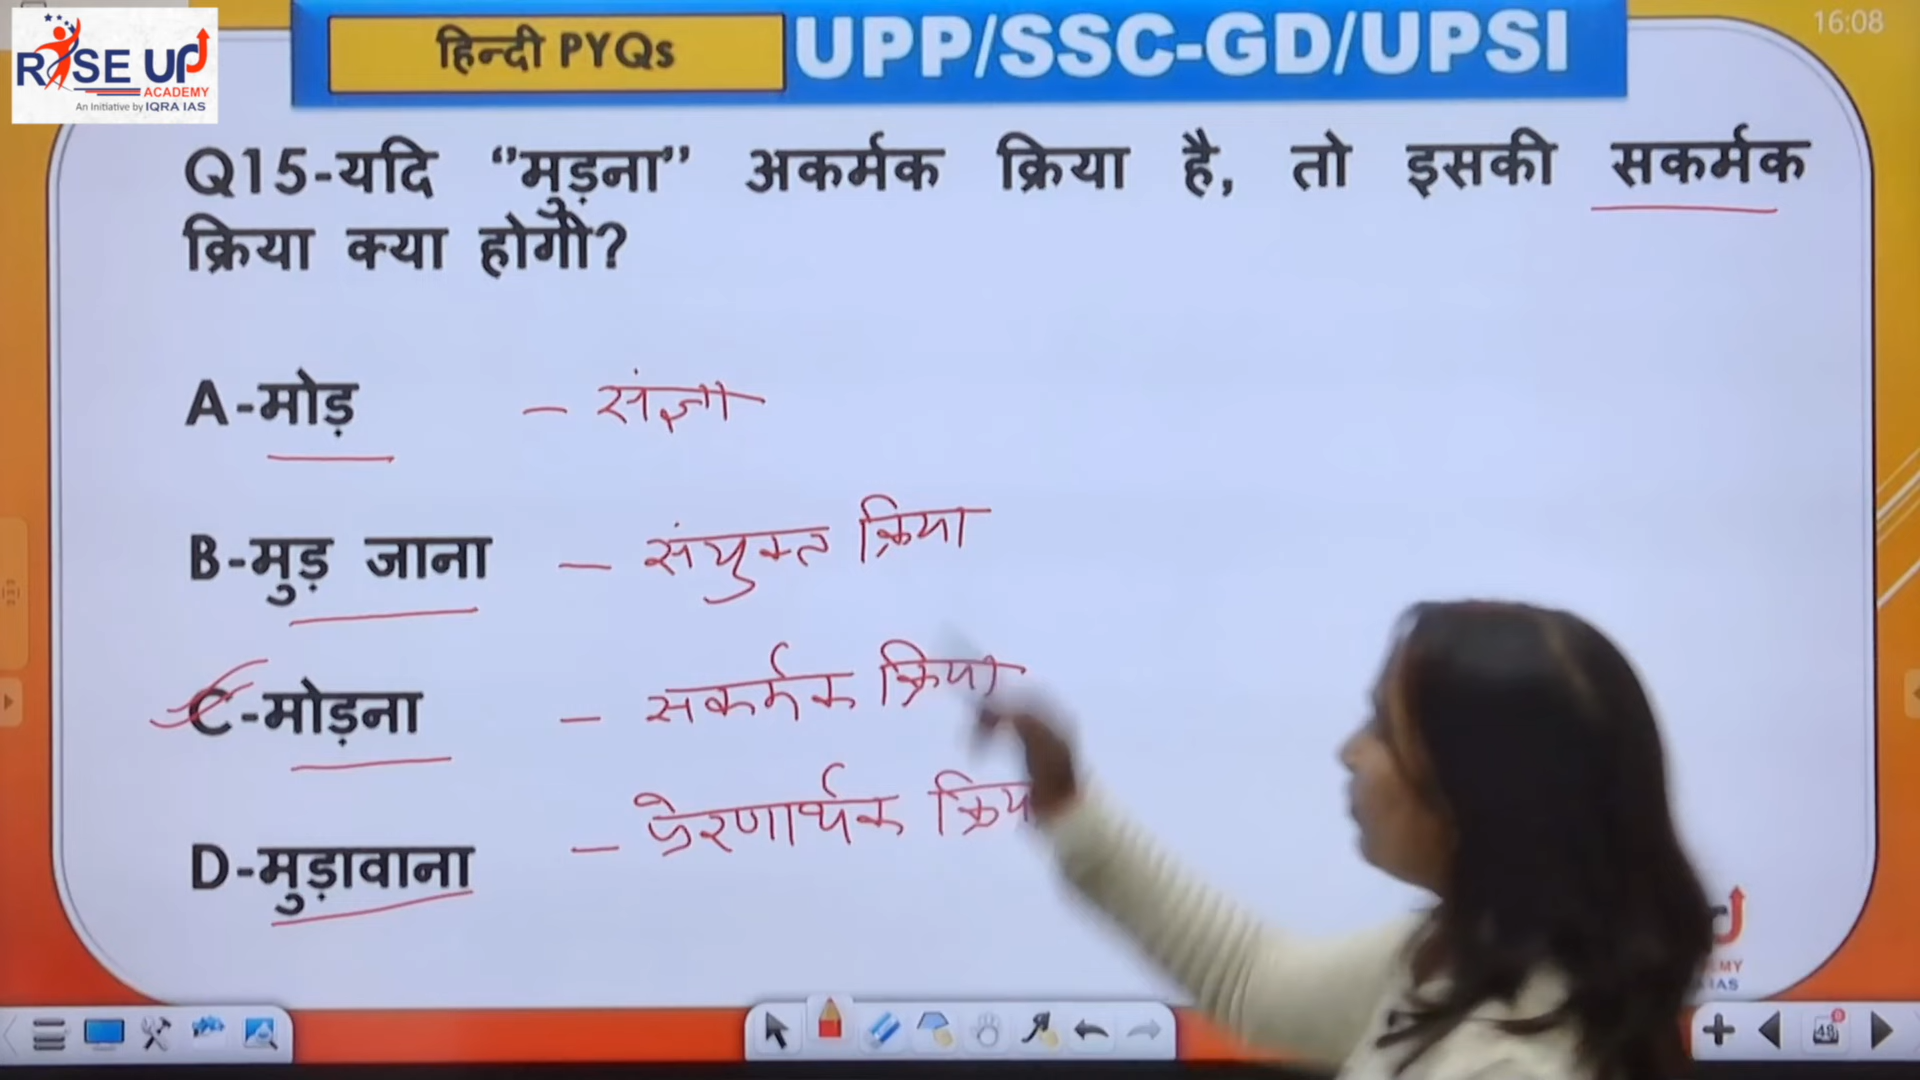 RISE UP
ACADEMY
An Initiative by IQRA IAS
हिन्दी PYQs
UPP/SSC-GD/UPSI
16:08
Q15-यदि ‘‘मुड़ना’’ अकर्मक क्रिया है, तो इसकी सकर्मक
क्रिया क्या होगी?
A-मोड़ – संज्ञा
B-मुड़ जाना – संयुक्त क्रिया
C-मोड़ना – सकर्मक क्रिया
D-मुड़ावाना – प्रेरणार्थक
48